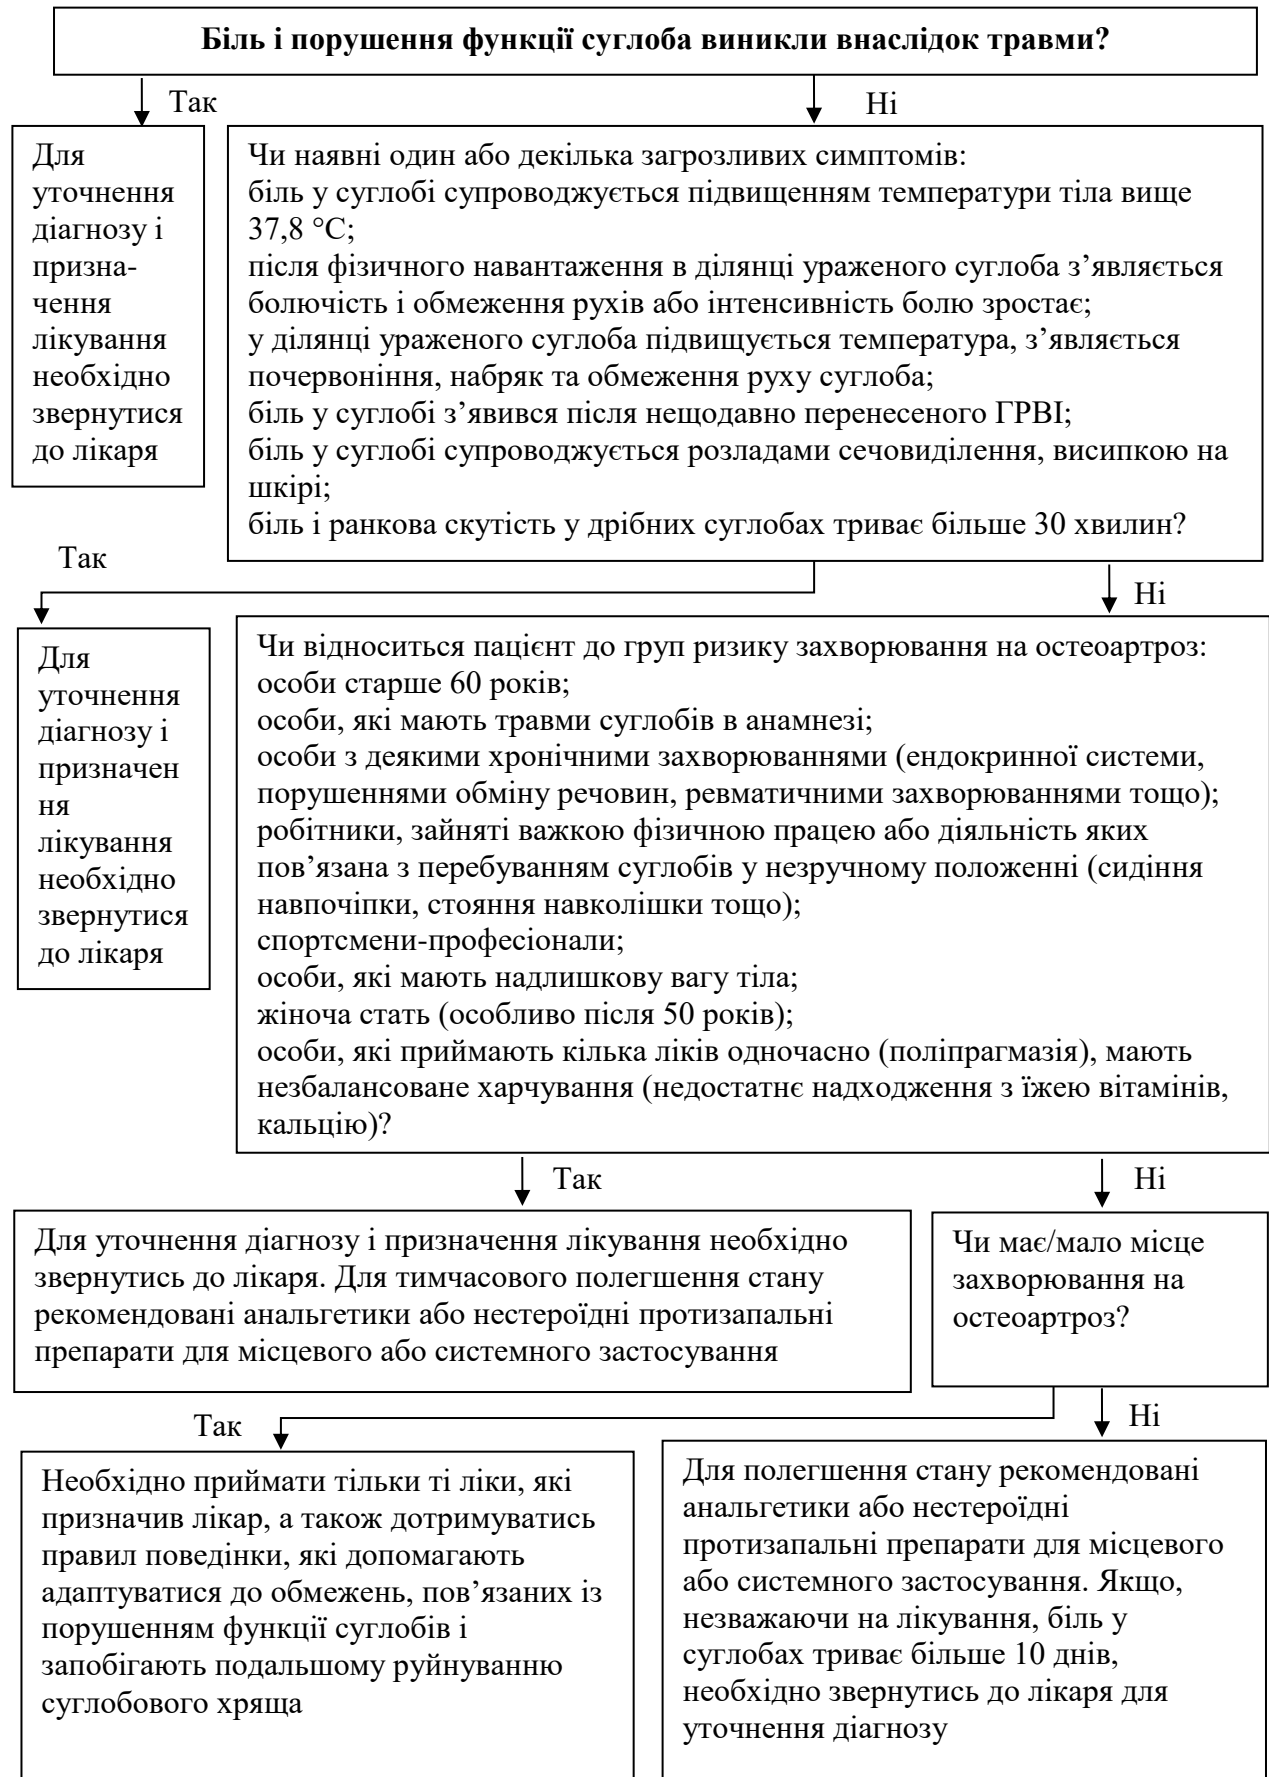 Біль і порушення функції суглоба виникли внаслідок травми?
Так
Ні
Для
уточнення
діагнозу і
призна-
чення
лікування
необхідно
звернутися
до лікаря
Чи наявні один або декілька загрозливих симптомів:
біль у суглобі супроводжується підвищенням температури тіла вище
37,8 °С;
після фізичного навантаження в ділянці ураженого суглоба з’являється
болючість і обмеження рухів або інтенсивність болю зростає;
у ділянці ураженого суглоба підвищується температура, з’являється
почервоніння, набряк та обмеження руху суглоба;
біль у суглобі з’явився після нещодавно перенесеного ГРВІ;
біль у суглобі супроводжується розладами сечовиділення, висипкою на
шкірі;
біль і ранкова скутість у дрібних суглобах триває більше 30 хвилин?
Так
Ні
Для
уточнення
діагнозу і
призначен
ня
лікування
необхідно
звернутися
до лікаря
Чи відноситься пацієнт до груп ризику захворювання на остеоартроз:
особи старше 60 років;
особи, які мають травми суглобів в анамнезі;
особи з деякими хронічними захворюваннями (ендокринної системи,
порушеннями обміну речовин, ревматичними захворюваннями тощо);
робітники, зайняті важкою фізичною працею або діяльність яких
пов’язана з перебуванням суглобів у незручному положенні (сидіння
навпочіпки, стояння навколішки тощо);
спортсмени-професіонали;
особи, які мають надлишкову вагу тіла;
жіноча стать (особливо після 50 років);
особи, які приймають кілька ліків одночасно (поліпрагмазія), мають
незбалансоване харчування (недостатнє надходження з їжею вітамінів,
кальцію)?
Так
Ні
Для уточнення діагнозу і призначення лікування необхідно
звернутись до лікаря. Для тимчасового полегшення стану
рекомендовані анальгетики або нестероїдні протизапальні
препарати для місцевого або системного застосування
Чи має/мало місце
захворювання на
остеоартроз?
Так
Ні
Необхідно приймати тільки ті ліки, які
призначив лікар, а також дотримуватись
правил поведінки, які допомагають
адаптуватися до обмежень, пов’язаних із
порушенням функції суглобів і
запобігають подальшому руйнуванню
суглобового хряща
Для полегшення стану рекомендовані
анальгетики або нестероїдні
протизапальні препарати для місцевого
або системного застосування. Якщо,
незважаючи на лікування, біль у
суглобах триває більше 10 днів,
необхідно звернутись до лікаря для
уточнення діагнозу